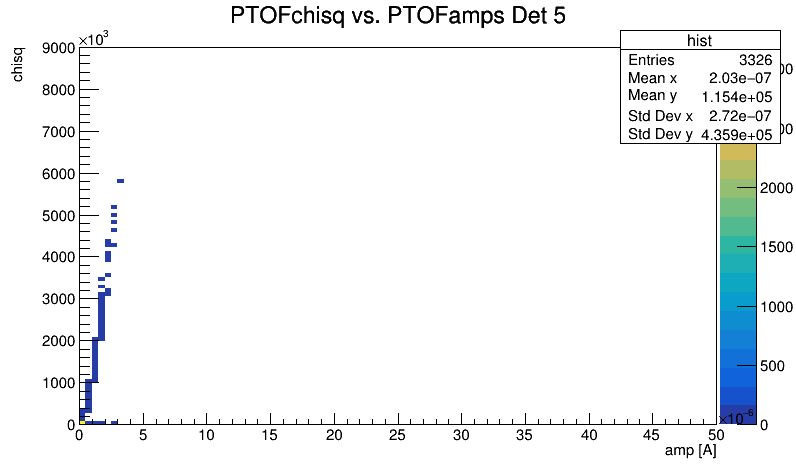 PTOFchisq vs. PTOFamps Det 5
×10³
chisq
9000
8000
7000
6000
5000
4000
3000
2000
1000
0
0 5 10 15 20 25 30 35 40 45 50
×10⁻⁶
amp [A]
hist
Entries 3326
Mean x 2.03e−07
Mean y 1.154e+05
Std Dev x 2.72e−07
Std Dev y 4.359e+05
2000
1500
1000
500
0